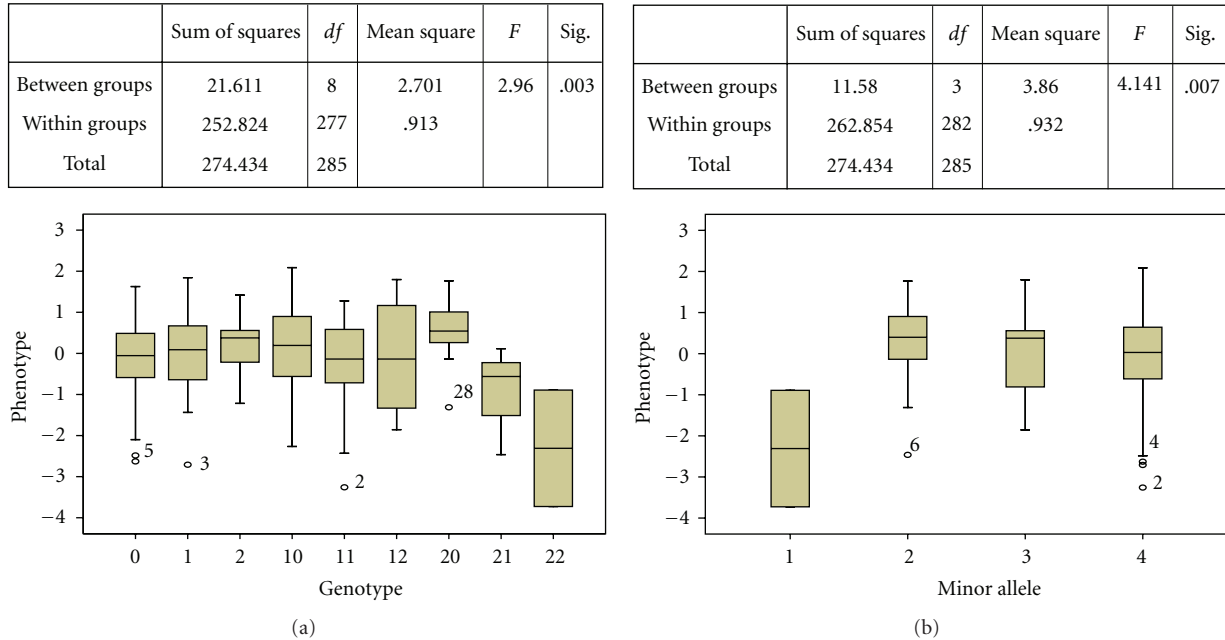 Sum of squares df Mean square F Sig.
Between groups 21.611 8 2.701 2.96 .003
Within groups 252.824 277 .913
Total 274.434 285
Sum of squares df Mean square F Sig.
Between groups 11.58 3 3.86 4.141 .007
Within groups 262.854 282 .932
Total 274.434 285
3
2
1
0
−1
−2
−3
−4
Phenotype
5
3
2
28
0 1 2 10 11 12 20 21 22
Genotype
(a)
3
2
1
0
−1
−2
−3
−4
Phenotype
6
4
2
1 2 3 4
Minor allele
(b)